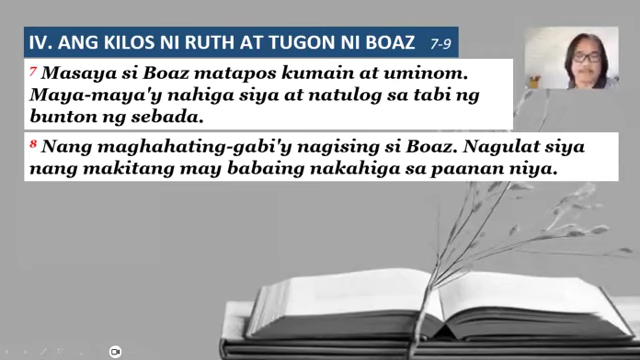 IV. ANG KILOS NI RUTH AT TUGON NI BOAZ 7-9
7 Masaya si Boaz matapos kumain at uminom.
Maya-maya'y nahiga siya at natulog sa tabi ng
bunton ng sebada.
8 Nang maghahating-gabi'y nagising si Boaz. Nagulat siya
nang makitang may babaing nakahiga sa paanan niya.